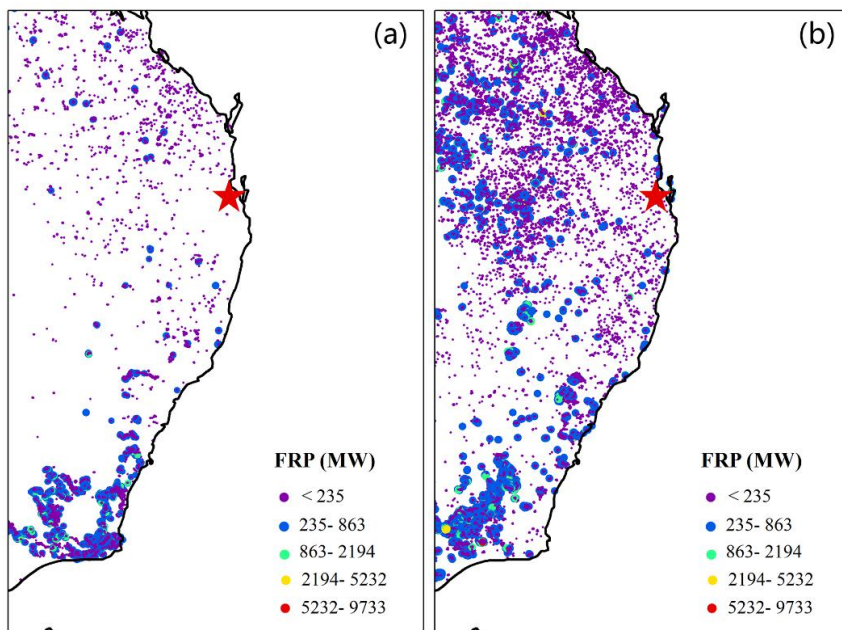 (a)
(b)
FRP (MW)
< 235
235- 863
863- 2194
2194- 5232
5232- 9733
FRP (MW)
< 235
235- 863
863- 2194
2194- 5232
5232- 9733